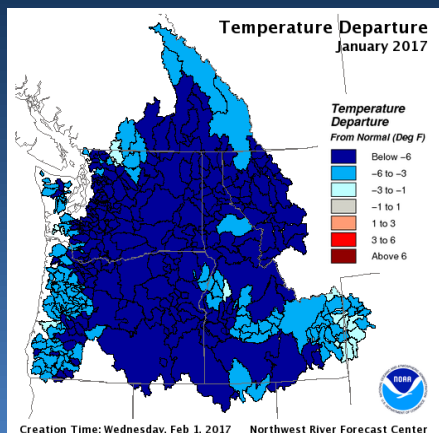 Temperature Departure
January 2017
Temperature
Departure
From Normal (Deg F)
Below -6
-6 to -3
-3 to -1
-1 to 1
1 to 3
3 to 6
Above 6
NOAA
Creation Time: Wednesday, Feb 1, 2017 Northwest River Forecast Center